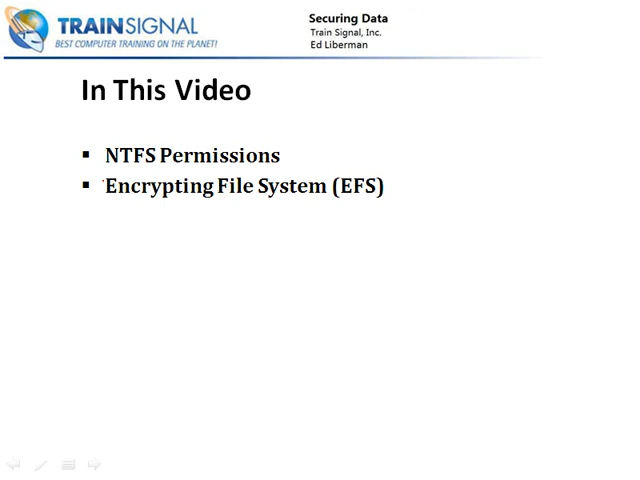 TRAINSIGNAL
BEST COMPUTER TRAINING ON THE PLANET!
Securing Data
Train Signal, Inc.
Ed Liberman
In This Video
▪ NTFS Permissions
▪ Encrypting File System (EFS)